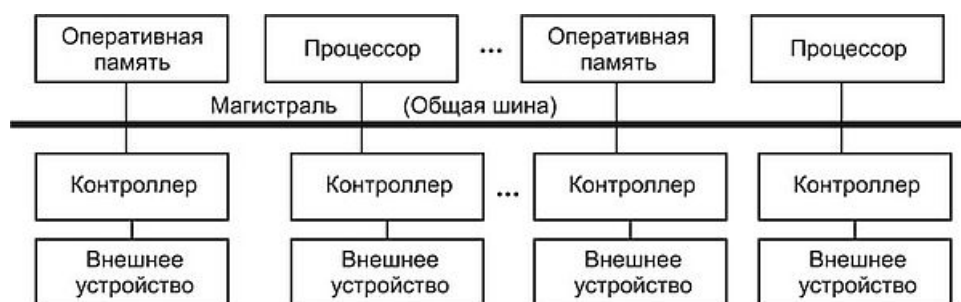 Оперативная
память
Процессор
...
Оперативная
память
Процессор
Магистраль (Общая шина)
Контроллер
Контроллер
...
Контроллер
Контроллер
Внешнее
устройство
Внешнее
устройство
Внешнее
устройство
Внешнее
устройство